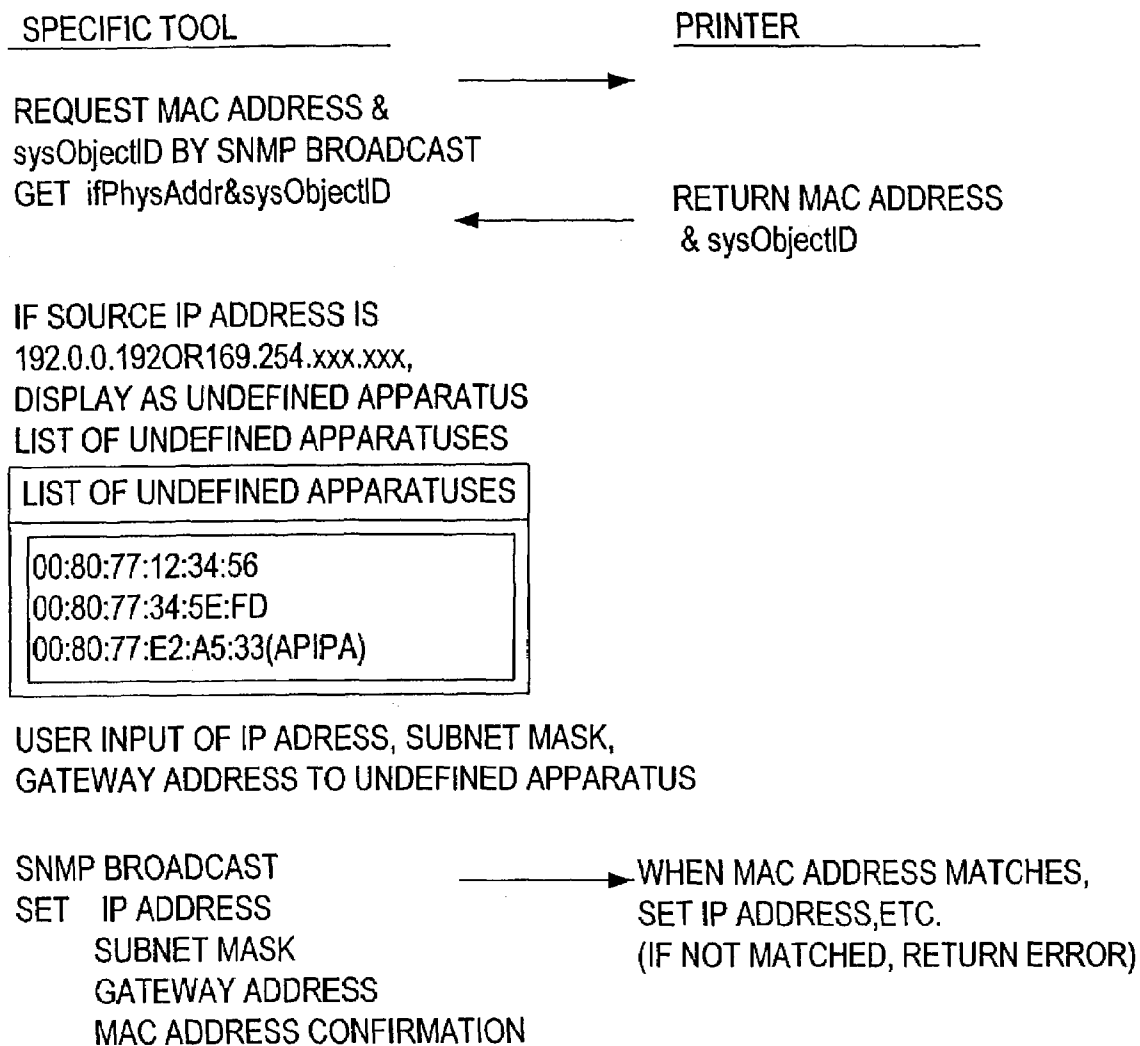 SPECIFIC TOOL
PRINTER
REQUEST MAC ADDRESS &
sysObjectID BY SNMP BROADCAST
GET ifPhysAddr&sysObjectID
RETURN MAC ADDRESS
& sysObjectID
IF SOURCE IP ADDRESS IS
192.0.0.192OR169.254.xxx.xxx,
DISPLAY AS UNDEFINED APPARATUS
LIST OF UNDEFINED APPARATUSES
LIST OF UNDEFINED APPARATUSES
00:80:77:12:34:56
00:80:77:34:5E:FD
00:80:77:E2:A5:33(APIPA)
USER INPUT OF IP ADRESS, SUBNET MASK,
GATEWAY ADDRESS TO UNDEFINED APPARATUS
SNMP BROADCAST
SET IP ADDRESS
SUBNET MASK
GATEWAY ADDRESS
MAC ADDRESS CONFIRMATION
WHEN MAC ADDRESS MATCHES,
SET IP ADDRESS,ETC.
(IF NOT MATCHED, RETURN ERROR)